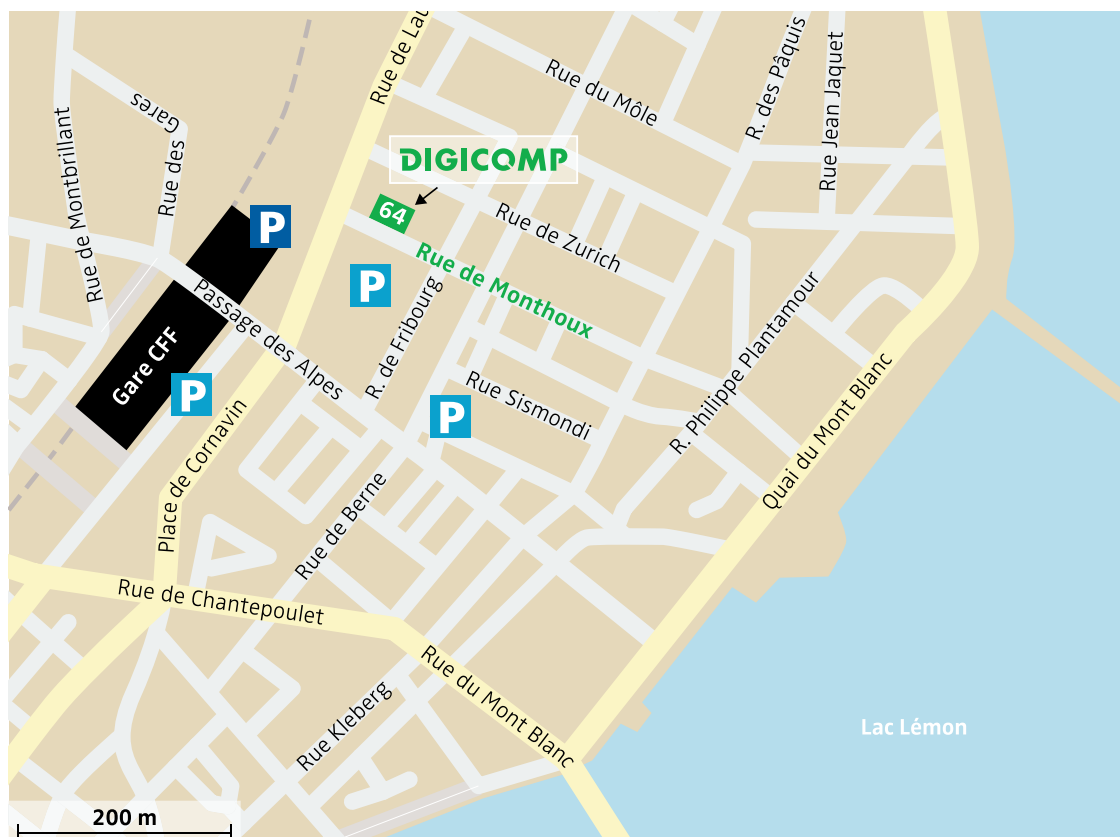 Rue de Lau
Rue du Môle
R. des Pâquis
Rue Jean Jaquet
Rue des Gares
Rue de Montbrillant
DIGICOMP
64
P
Rue de Zurich
Rue de Monthoux
P
Passage des Alpes
R. de Fribourg
R. Philippe Plantamour
Gare CFF
P
Rue Sismondi
P
Quai du Mont Blanc
Place de Cornavin
Rue de Berne
Rue de Chantepoulet
Rue du Mont Blanc
Rue Kleberg
Lac Lémon
200 m